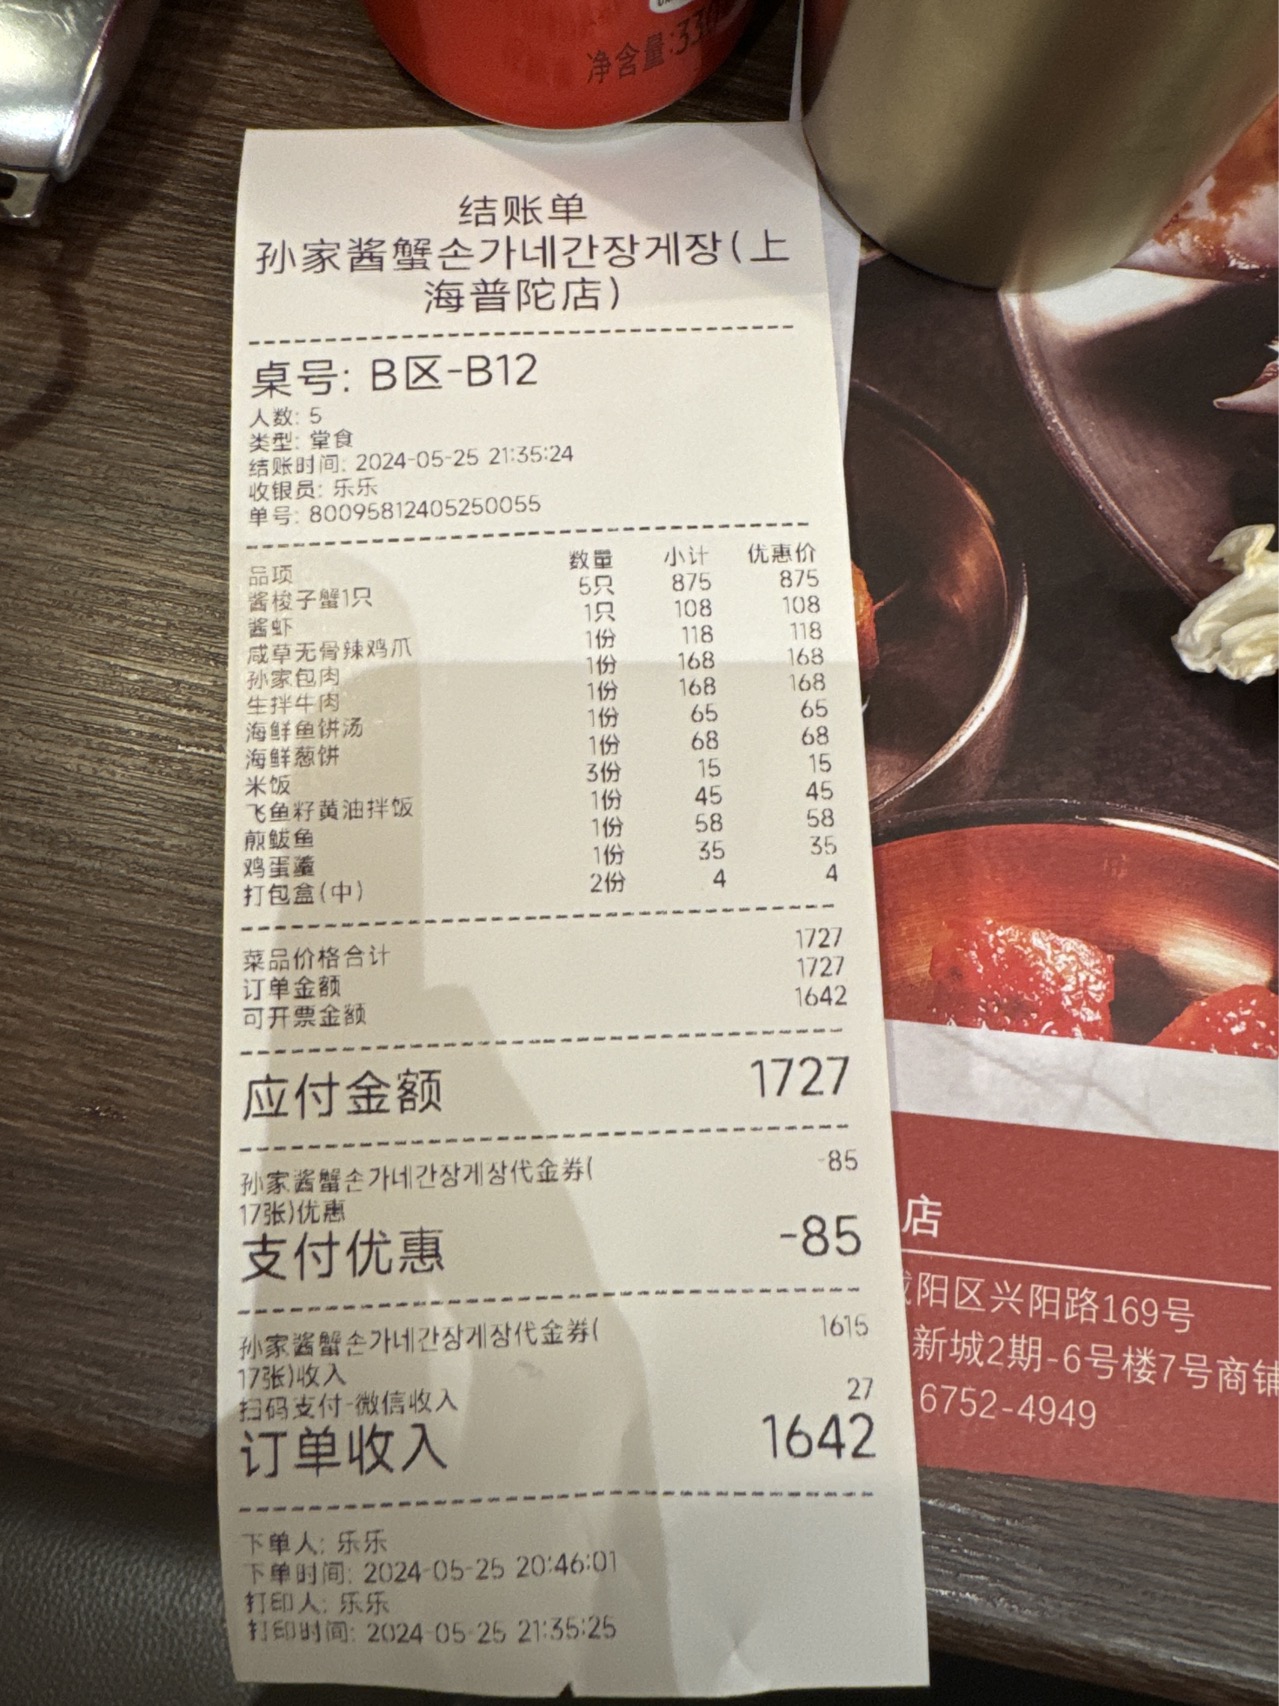 净含量:330
结账单
孙家酱蟹손가네간장게장(上
海普陀店)
桌号: B区-B12
人数: 5
类型: 堂食
结账时间: 2024-05-25 21:35:24
收银员: 乐乐
单号: 80095812405250055
品项 数量 小计 优惠价
酱梭子蟹1只 5只 875 875
酱虾 1只 108 108
咸草无骨辣鸡爪 1份 118 118
孙家包肉 1份 168 168
生拌牛肉 1份 168 168
海鲜鱼饼汤 1份 65 65
海鲜葱饼 1份 68 68
米饭 3份 15 15
飞鱼籽黄油拌饭 1份 45 45
煎鲅鱼 1份 58 58
鸡蛋羹 1份 35 35
打包盒(中) 2份 4 4
菜品价格合计 1727
订单金额 1727
可开票金额 1642
应付金额 1727
孙家酱蟹손가네간장게장代金券( -85
17张)优惠
支付优惠 -85
孙家酱蟹손가네간장게장代金券( 1615
17张)收入
扫码支付-微信收入 27
订单收入 1642
下单人: 乐乐
下单时间: 2024-05-25 20:46:01
打印人: 乐乐
打印时间: 2024-05-25 21:35:25
店
阳区兴阳路169号
新城2期-6号楼7号商铺
6752-4949